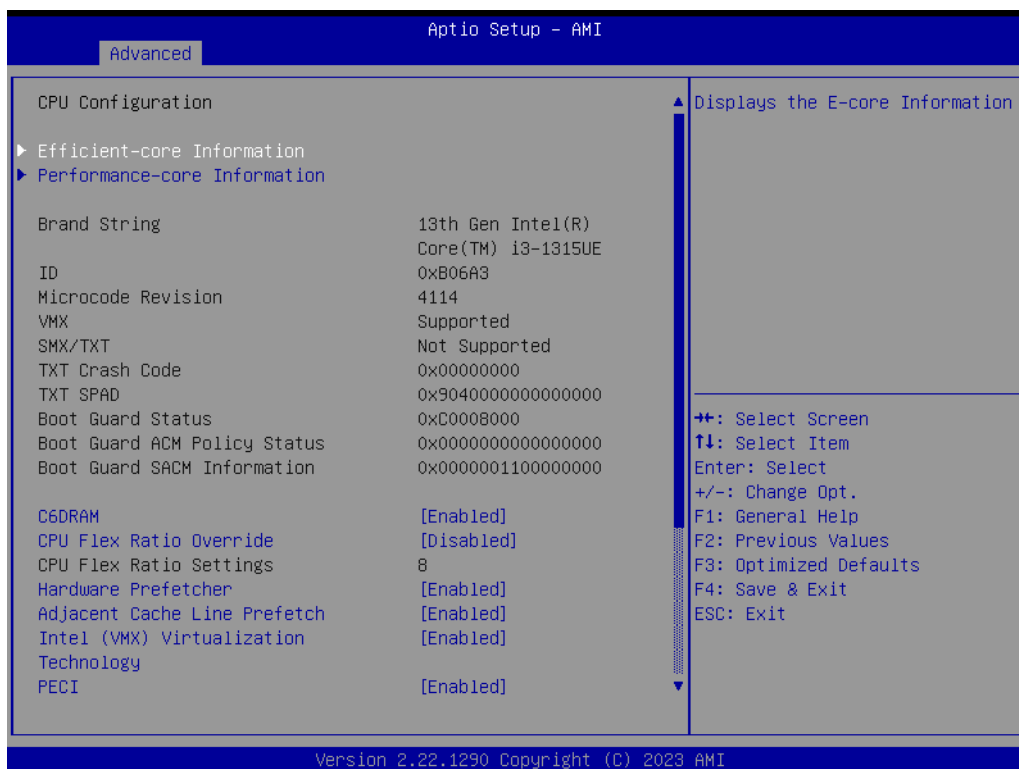 Aptio Setup – AMI
Advanced
CPU Configuration
Efficient-core Information
Performance-core Information
Brand String 13th Gen Intel(R)
Core(TM) i3-1315UE
ID 0xB06A3
Microcode Revision 4114
VMX Supported
SMX/TXT Not Supported
TXT Crash Code 0x00000000
TXT SPAD 0x9040000000000000
Boot Guard Status 0xC0008000
Boot Guard ACM Policy Status 0x0000000000000000
Boot Guard SACM Information 0x0000001100000000
C6DRAM [Enabled]
CPU Flex Ratio Override [Disabled]
CPU Flex Ratio Settings 8
Hardware Prefetcher [Enabled]
Adjacent Cache Line Prefetch [Enabled]
Intel (VMX) Virtualization [Enabled]
Technology
PECI [Enabled]
Displays the E-core Information
→←: Select Screen
↑↓: Select Item
Enter: Select
+/-: Change Opt.
F1: General Help
F2: Previous Values
F3: Optimized Defaults
F4: Save & Exit
ESC: Exit
Version 2.22.1290 Copyright (C) 2023 AMI